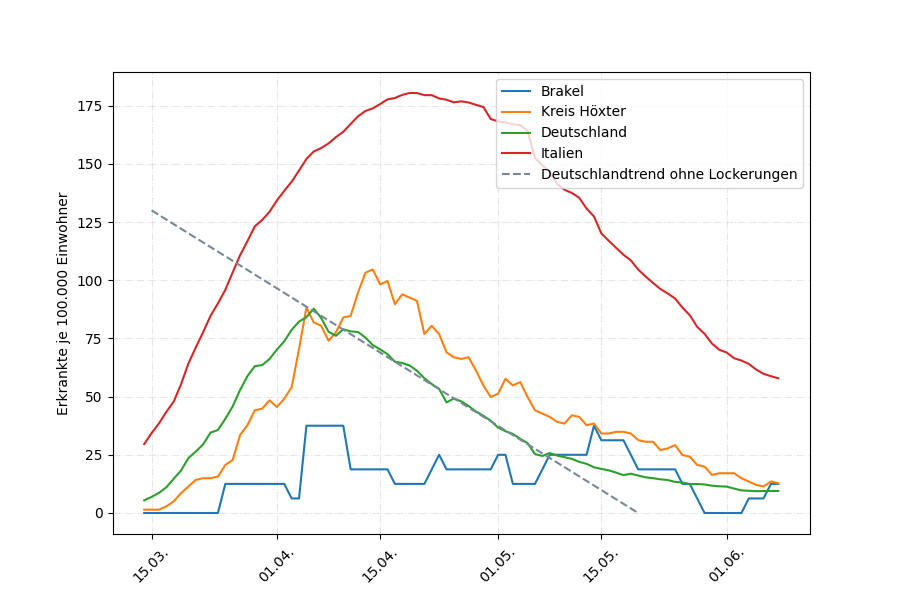 Erkrankte je 100.000 Einwohner
175
150
125
100
75
50
25
0
Brakel
Kreis Höxter
Deutschland
Italien
Deutschlandtrend ohne Lockerungen
15.03.
01.04.
15.04.
01.05.
15.05.
01.06.